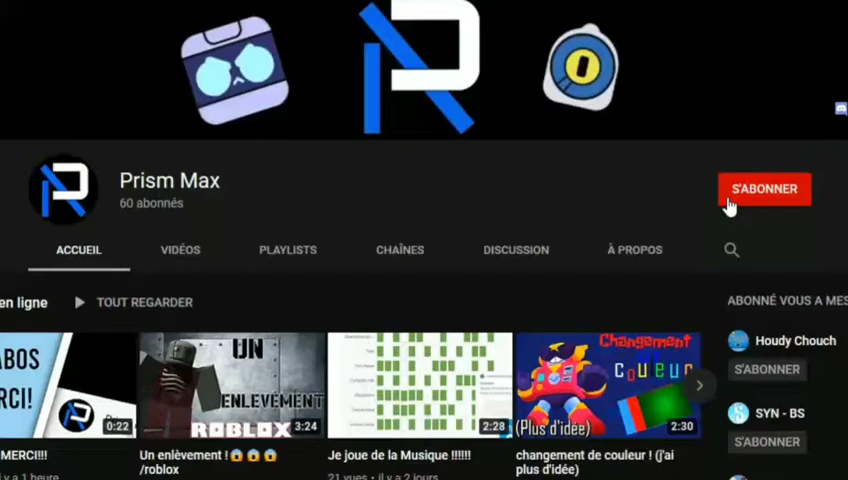 Prism Max
60 abonnés
S'ABONNER
ACCUEIL VIDÉOS PLAYLISTS CHAÎNES DISCUSSION À PROPOS
en ligne TOUT REGARDER
ABONNÉ VOUS A MES
ABOS
RCI!
0:22
UN
ENLEVEMENT
ROBLOX
3:24
2:28
Changement
couleur
(Plus d'idée)
2:30
Houdy Chouch
S'ABONNER
SYN - BS
S'ABONNER
MERCI!!!
il y a 1 heure
Un enlèvement !😱😱😱
/roblox
Je joue de la Musique !!!!!!
21 vues • il y a 2 jours
changement de couleur ! (j'ai
plus d'idée)